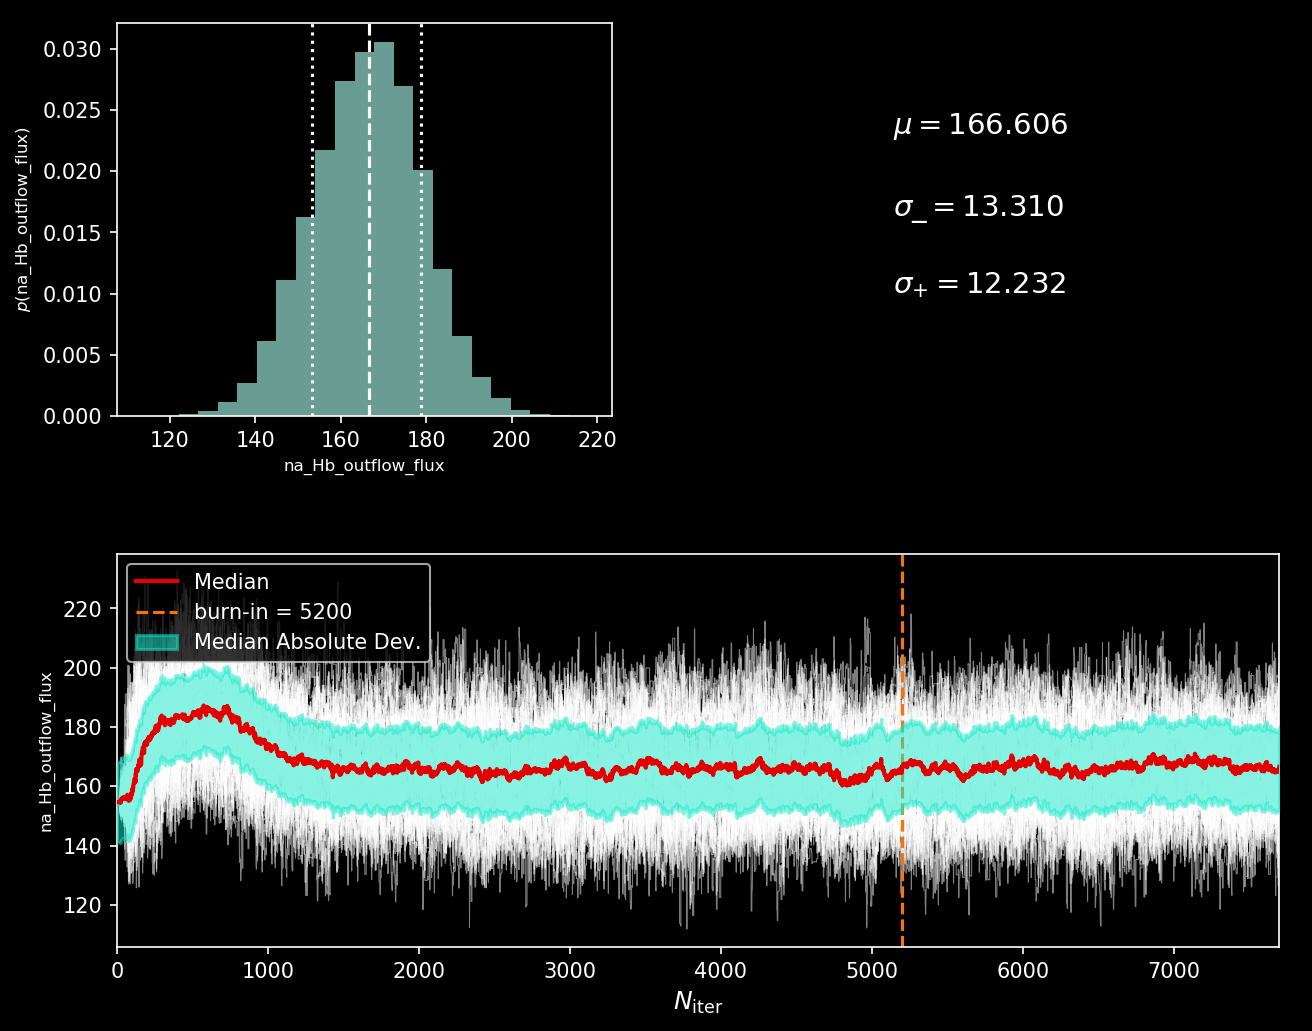 0.030
0.025
0.020
0.015
0.010
0.005
0.000
p(na_Hb_outflow_flux)
120 140 160 180 200 220
na_Hb_outflow_flux
μ = 166.606
σ_ = 13.310
σ+ = 12.232
Median
burn-in = 5200
Median Absolute Dev.
220
200
180
160
140
120
na_Hb_outflow_flux
0 1000 2000 3000 4000 5000 6000 7000
Niter